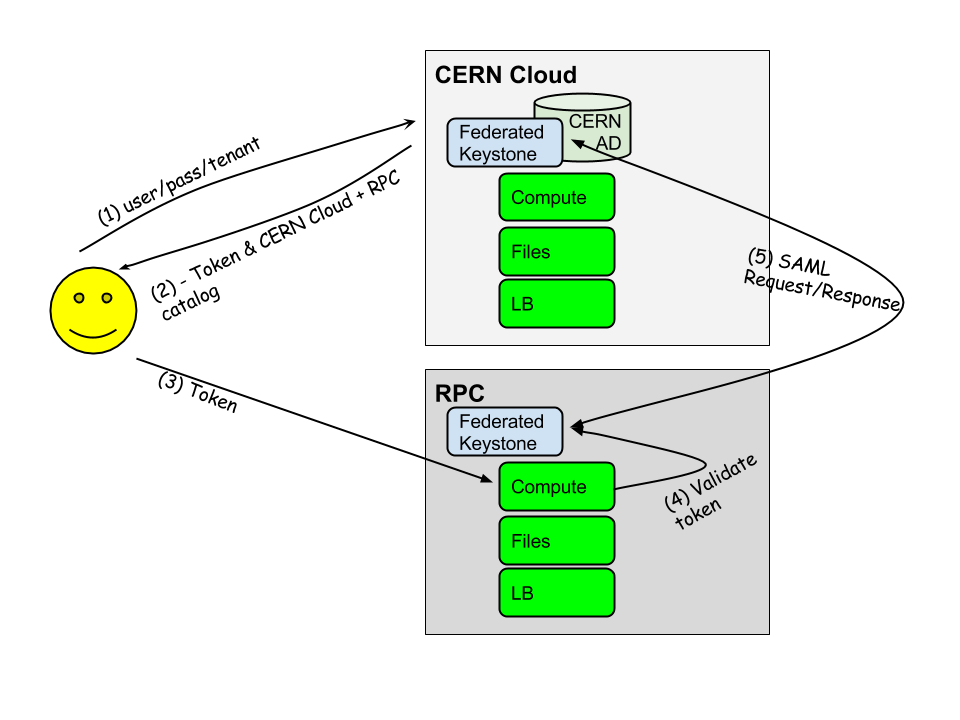 CERN Cloud
CERN
AD
Federated
Keystone
Compute
Files
LB
(1) user/pass/tenant
(2) - Token & CERN Cloud + RPC
catalog
(3) Token
(5) SAML
Request/Response
RPC
Federated
Keystone
Compute
Files
LB
(4) Validate
token